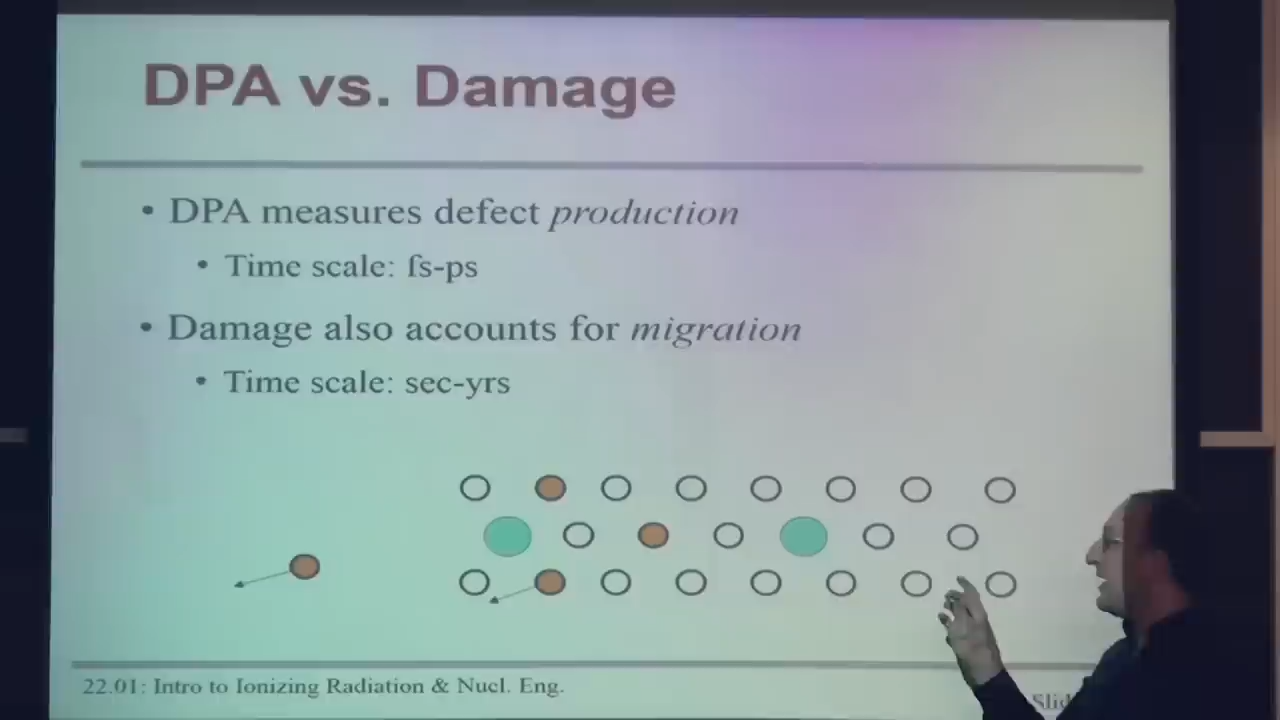 DPA vs. Damage
• DPA measures defect production
• Time scale: fs-ps
• Damage also accounts for migration
• Time scale: sec-yrs
22.01: Intro to Ionizing Radiation & Nucl. Eng.